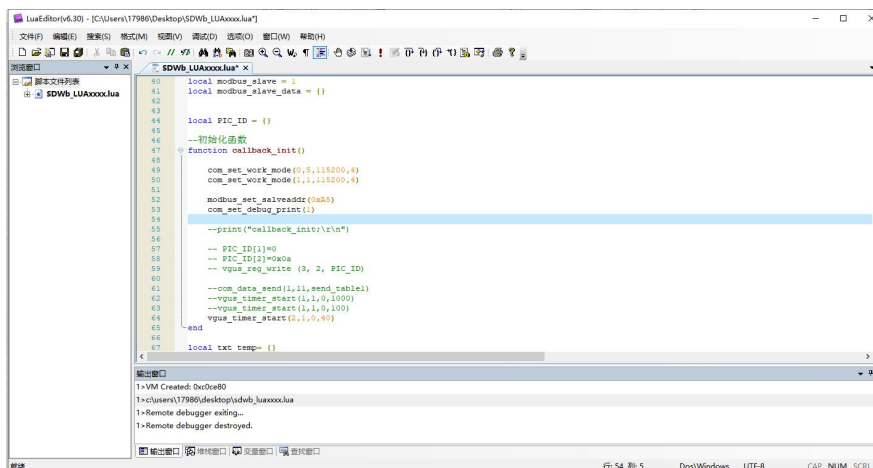 LuaEditor(v6.30) - [C:\Users\17986\Desktop\SDWb_LUAxxxx.lua*]
文件(F) 编辑(E) 搜索(S) 格式(M) 视图(V) 调试(D) 选项(O) 窗口(W) 帮助(H)
浏览窗口
SDWb_LUAxxxx.lua*
脚本文件列表
SDWb_LUAxxxx.lua
40 local modbus_slave = 1
41 local modbus_slave_data = {}
42
43
44 local PIC_ID = {}
45
46 --初始化函数
47 function callback_init()
48
49 com_set_work_mode(0,5,115200,4)
50 com_set_work_mode(1,1,115200,4)
51
52 modbus_set_salveaddr(0xA5)
53 com_set_debug_print(1)
54
55 --print("callback_init;\r\n")
56
57 -- PIC_ID[1]=0
58 -- PIC_ID[2]=0x0a
59 -- vgus_reg_write (3, 2, PIC_ID)
60
61 --com_data_send(1,11,send_table1)
62 --vgus_timer_start(1,1,0,1000)
63 --vgus_timer_start(1,1,0,100)
64 vgus_timer_start(2,1,0,40)
65 end
66
67 local txt_temp= {}
输出窗口
1>VM Created: 0xc0ce80
1>c:\users\17986\desktop\sdwb_luaxxxx.lua
1>Remote debugger exiting...
1>Remote debugger destroyed.
输出窗口 堆栈窗口 变量窗口 查找窗口
就绪 行: 54, 列: 5 Dos\Windows UTF-8 CAP NUM SCRL